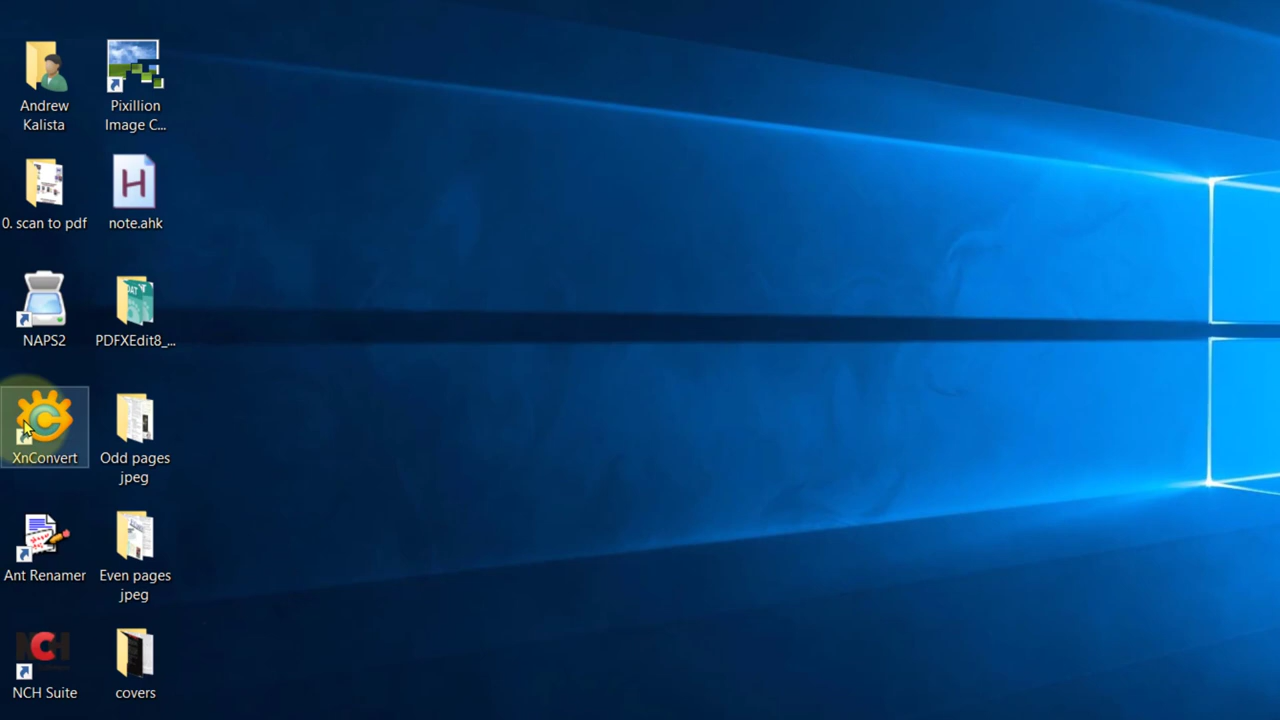 Andrew
Kalista
Pixillion
Image C...
0. scan to pdf
H
note.ahk
NAPS2
PDFXEdit8_...
C
XnConvert
Odd pages
jpeg
Ant Renamer
Even pages
jpeg
NCH
NCH Suite
covers